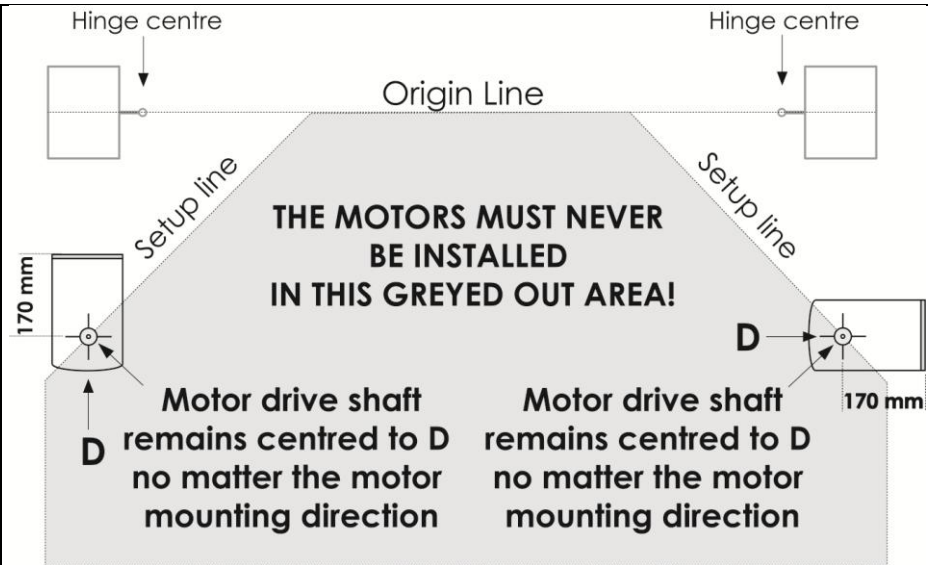 Hinge centre
Hinge centre
Origin Line
Setup line
Setup line
THE MOTORS MUST NEVER
BE INSTALLED
IN THIS GREYED OUT AREA!
170 mm
D
170 mm
D
Motor drive shaft
remains centred to D
no matter the motor
mounting direction
Motor drive shaft
remains centred to D
no matter the motor
mounting direction